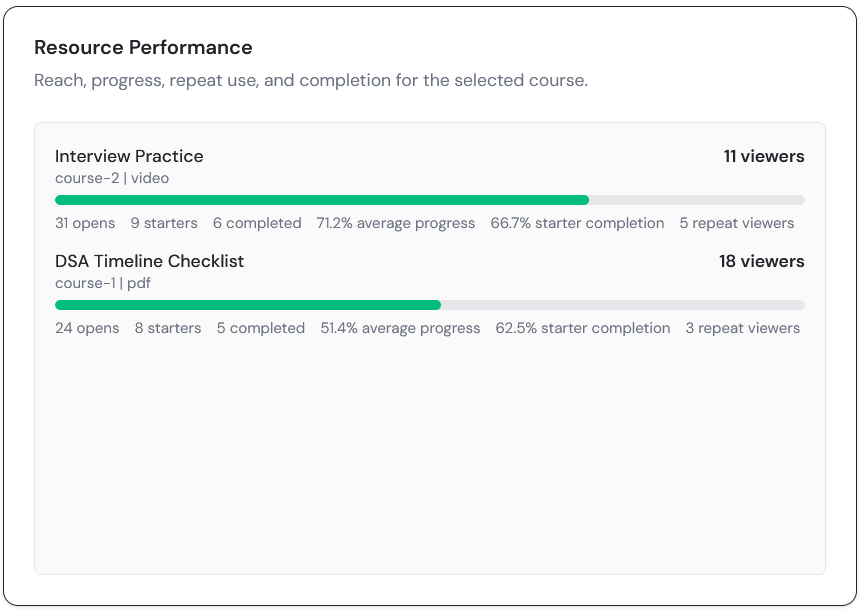 Resource Performance
Reach, progress, repeat use, and completion for the selected course.
Interview Practice 11 viewers
course-2 | video
31 opens 9 starters 6 completed 71.2% average progress 66.7% starter completion 5 repeat viewers
DSA Timeline Checklist 18 viewers
course-1 | pdf
24 opens 8 starters 5 completed 51.4% average progress 62.5% starter completion 3 repeat viewers